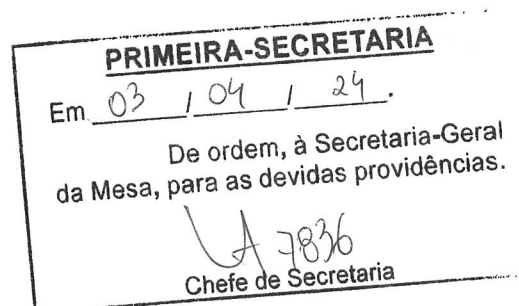 PRIMEIRA-SECRETARIA
Em 03 / 04 / 24.
De ordem, à Secretaria-Geral
da Mesa, para as devidas providências.
7836
Chefe de Secretaria